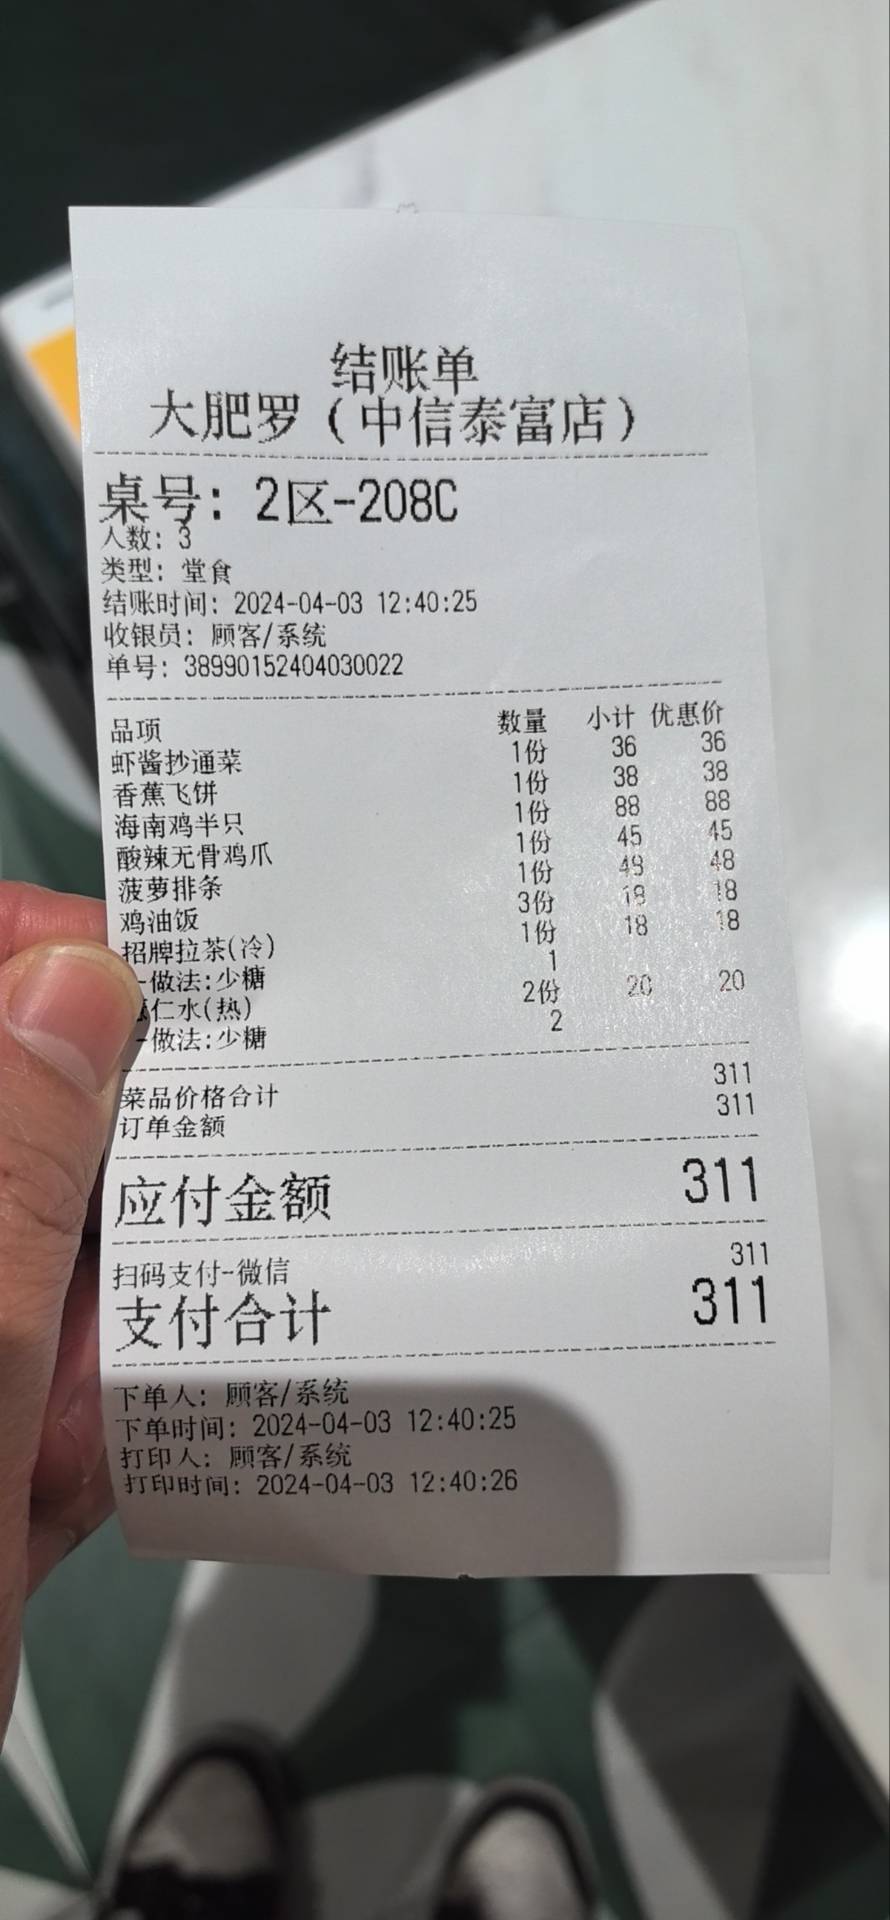 结账单
大肥罗（中信泰富店）
桌号: 2区-208C
人数: 3
类型: 堂食
结账时间: 2024-04-03 12:40:25
收银员: 顾客/系统
单号: 38990152404030022
品项 数量 小计 优惠价
虾酱抄通菜 1份 36 36
香蕉飞饼 1份 38 38
海南鸡半只 1份 88 88
酸辣无骨鸡爪 1份 45 45
菠萝排条 1份 48 48
鸡油饭 3份 18 18
招牌拉茶(冷) 1份 18 18
-做法:少糖 1
仁水(热) 2份 20 20
-做法:少糖 2
菜品价格合计 311
订单金额 311
应付金额 311
扫码支付-微信 311
支付合计 311
下单人: 顾客/系统
下单时间: 2024-04-03 12:40:25
打印人: 顾客/系统
打印时间: 2024-04-03 12:40:26